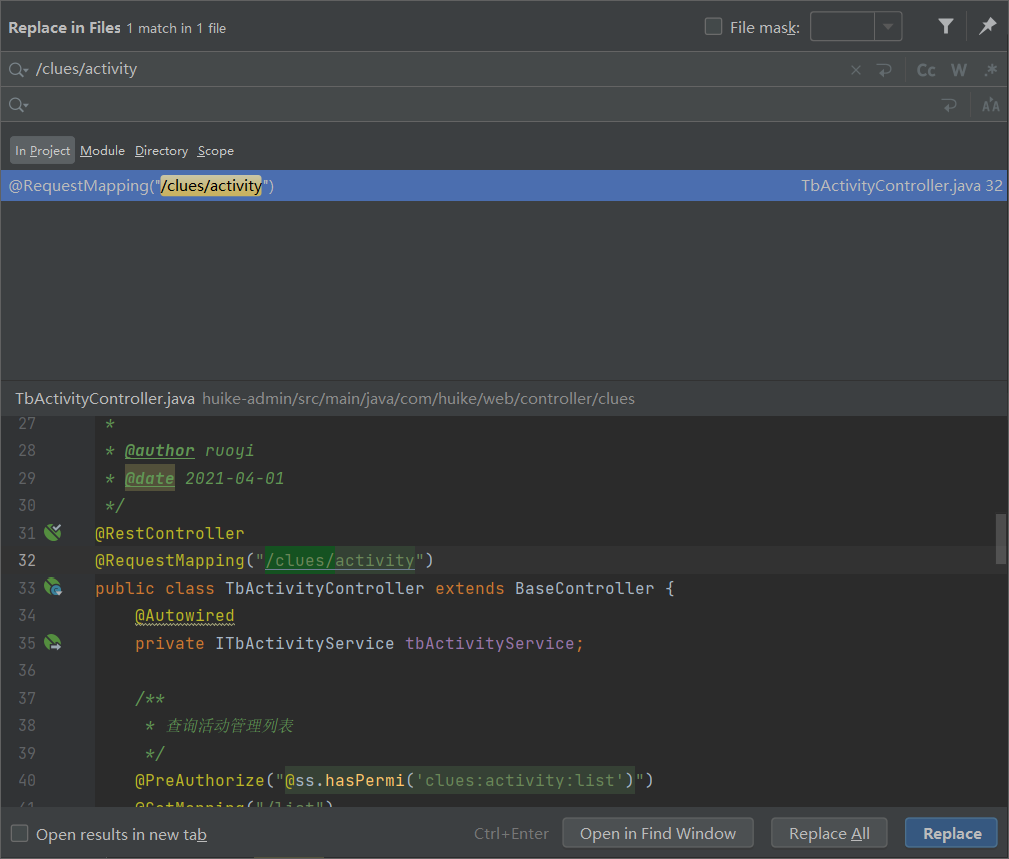 Replace in Files 1 match in 1 file File mask:
/clues/activity Cc W .*
In Project Module Directory Scope
@RequestMapping("/clues/activity") TbActivityController.java 32
TbActivityController.java huike-admin/src/main/java/com/huike/web/controller/clues
27 *
28 * @author ruoyi
29 * @date 2021-04-01
30 */
31 @RestController
32 @RequestMapping("/clues/activity")
33 public class TbActivityController extends BaseController {
34 @Autowired
35 private ITbActivityService tbActivityService;
36
37 /**
38 * 查询活动管理列表
39 */
40 @PreAuthorize("@ss.hasPermi('clues:activity:list')")
41 @GetMapping("/list")
Open results in new tab Ctrl+Enter Open in Find Window Replace All Replace